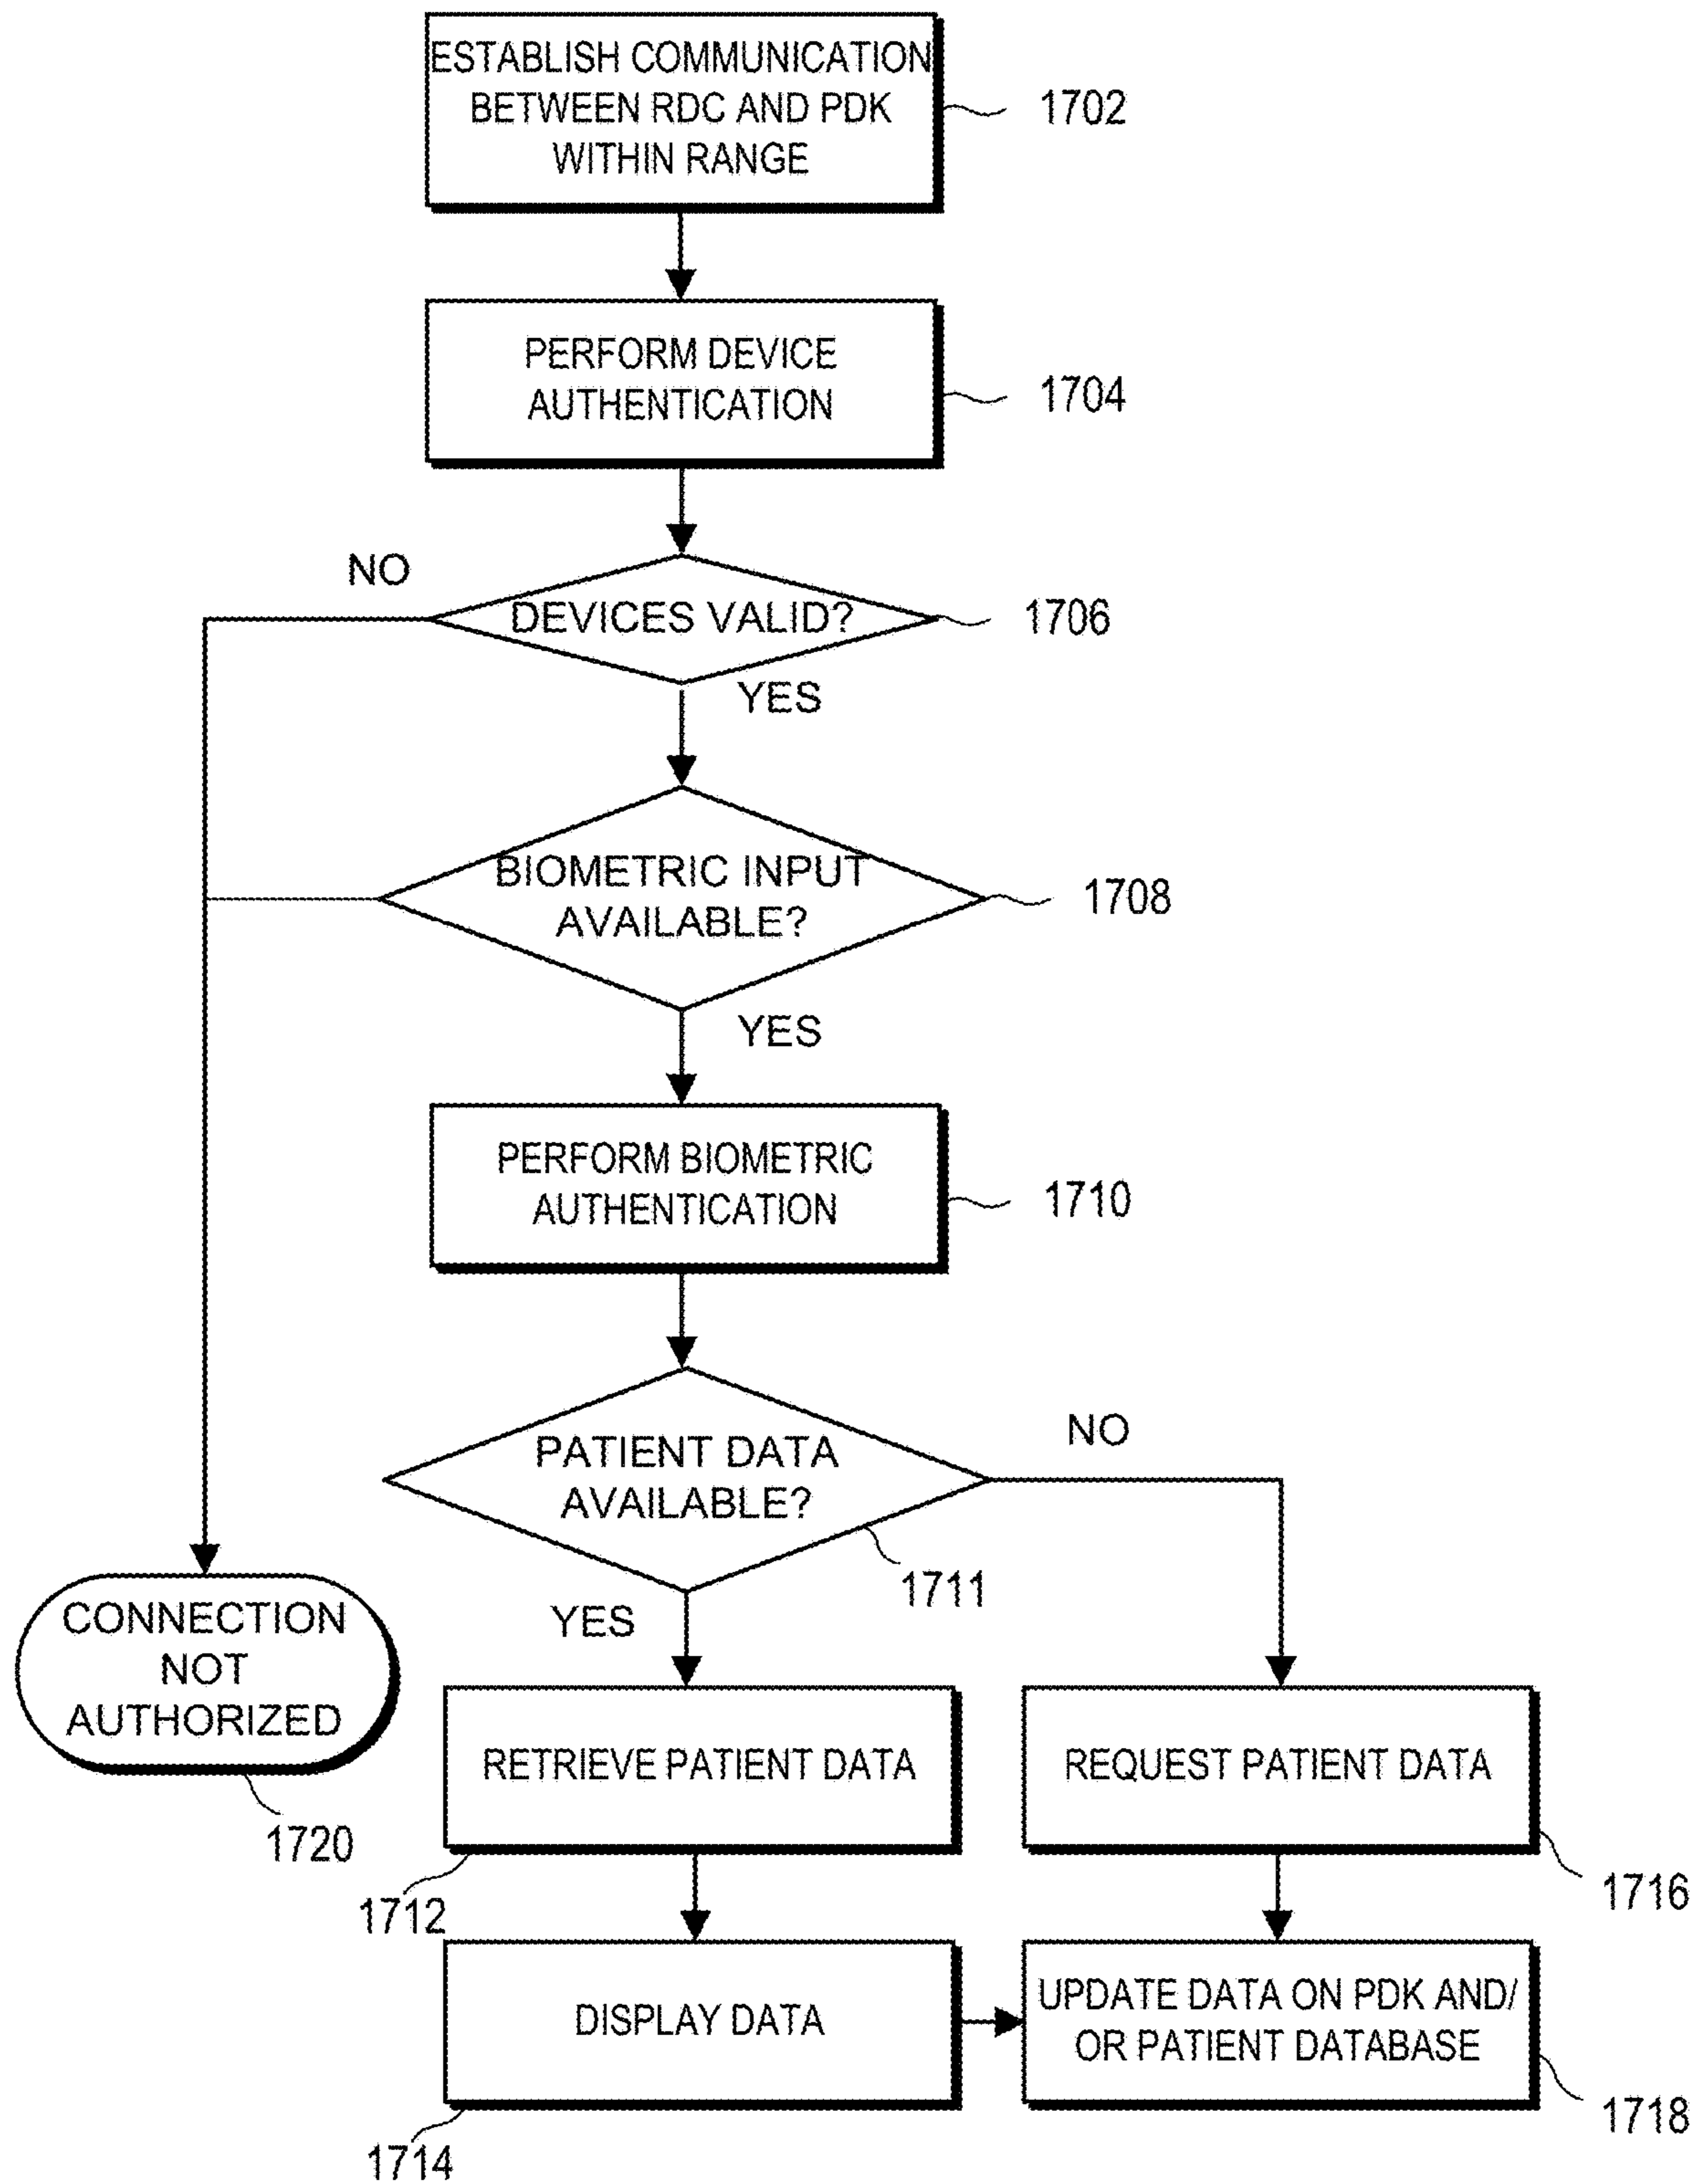 ESTABLISH COMMUNICATION
BETWEEN RDC AND PDK
WITHIN RANGE
1702
PERFORM DEVICE
AUTHENTICATION
1704
NO
DEVICES VALID?
1706
YES
BIOMETRIC INPUT
AVAILABLE?
1708
YES
PERFORM BIOMETRIC
AUTHENTICATION
1710
PATIENT DATA
AVAILABLE?
NO
1711
YES
CONNECTION
NOT
AUTHORIZED
1720
RETRIEVE PATIENT DATA
1712
REQUEST PATIENT DATA
1716
DISPLAY DATA
1714
UPDATE DATA ON PDK AND/
OR PATIENT DATABASE
1718